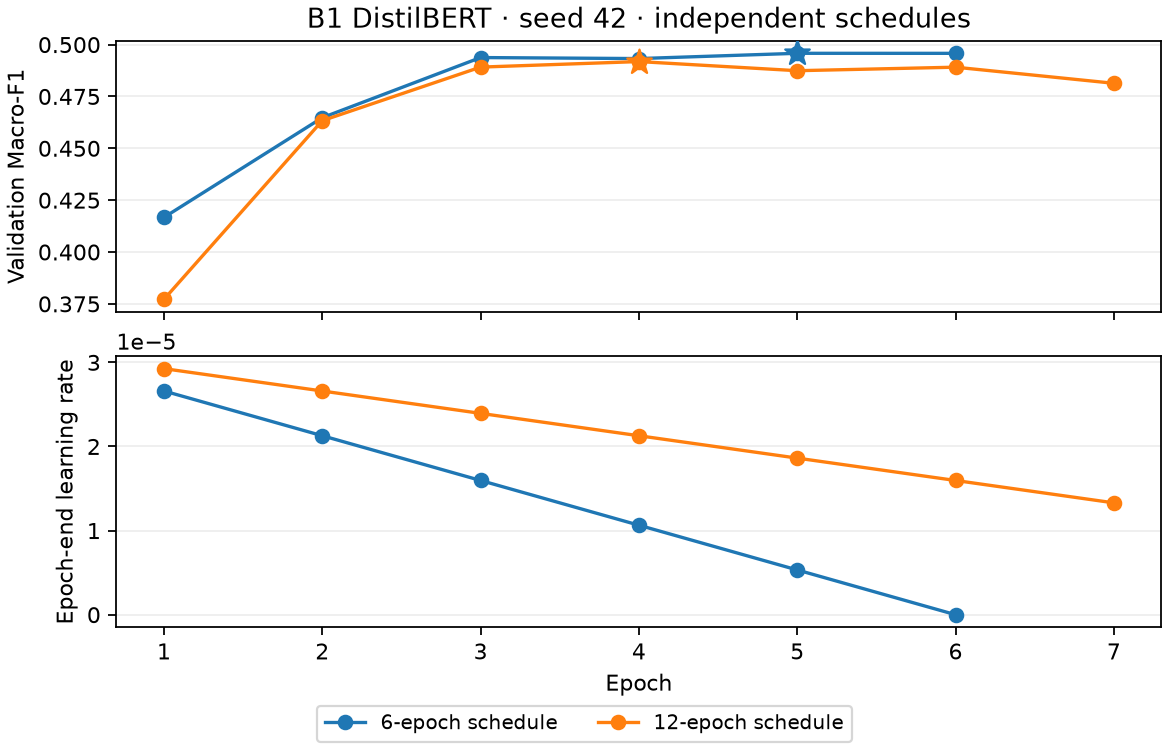 B1 DistilBERT · seed 42 · independent schedules
Validation Macro-F1
0.500
0.475
0.450
0.425
0.400
0.375
1e−5
Epoch-end learning rate
3
2
1
0
1 2 3 4 5 6 7
Epoch
6-epoch schedule 12-epoch schedule